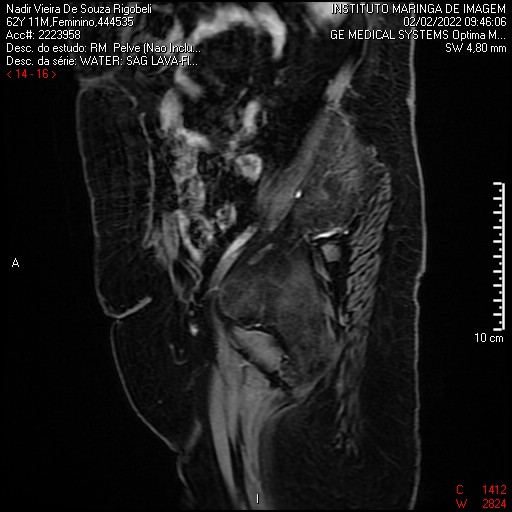 Nadir Vieira De Souza Rigobeli
62Y 11M,Feminino,444535
Acc#: 2223958
Desc. do estudo: RM  Pelve (Nao Inclu...
Desc. da série: WATER: SAG LAVA-Fl...
< 14 - 16 >
INSTITUTO MARINGA DE IMAGEM
02/02/2022 09:46:06
GE MEDICAL SYSTEMS Optima M...
SW 4,80 mm
A
10 cm
I
C 1412
W 2824